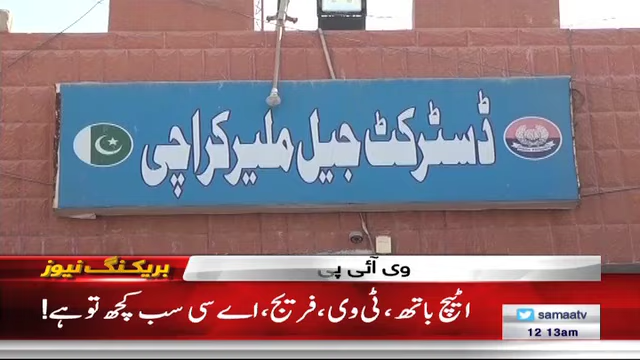 ڈسٹرکٹ جیل ملیر کراچی
وی آئی پی
بریکنگ نیوز
اٹیچ باتھ، ٹی وی، فریج، اے سی سب کچھ تو ہے!
samaatv
12 13am